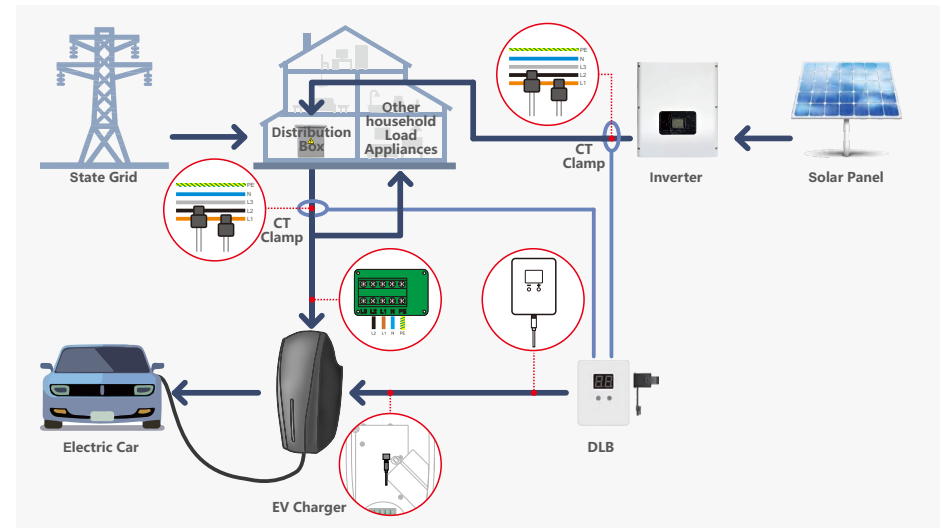 PE
N
L3
L2
L1
Distribution
Box
Other
household
Load
Appliances
CT
Clamp
State Grid
Inverter
Solar Panel
PE
N
L3
L2
L1
CT
Clamp
L3 L2 L1 N PE
L2 L1 N PE
88
Electric Car
EV Charger
DLB